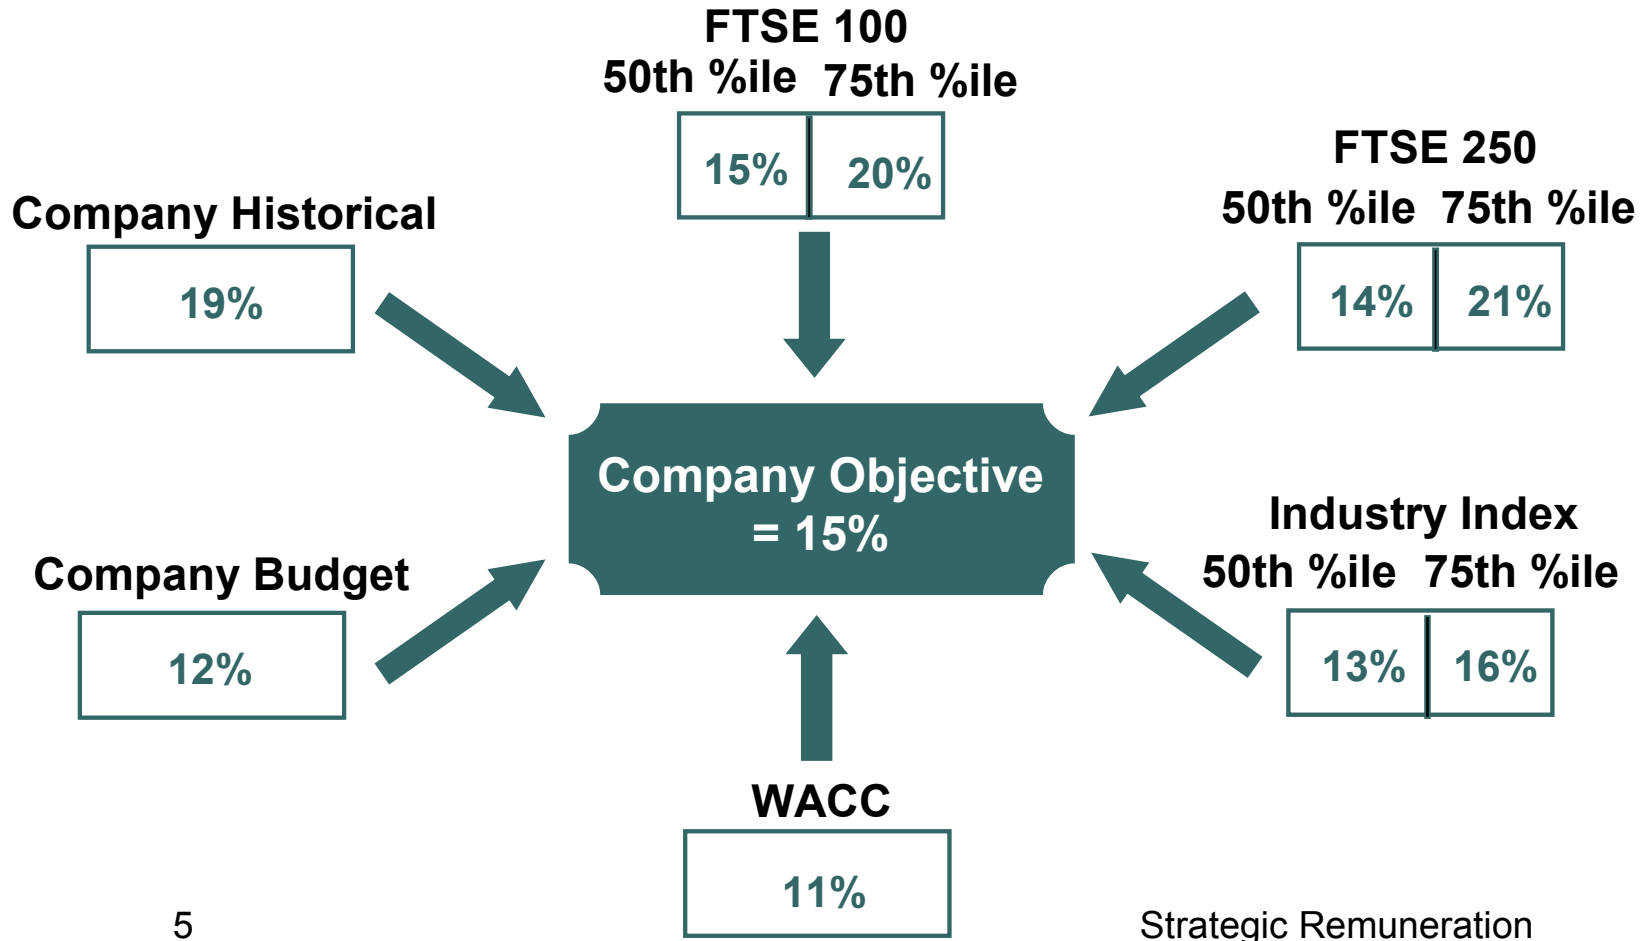 FTSE 100
50th %ile 75th %ile
15% 20%
FTSE 250
50th %ile 75th %ile
14% 21%
Company Historical
19%
Company Objective
= 15%
Industry Index
50th %ile 75th %ile
13% 16%
Company Budget
12%
WACC
11%
5
Strategic Remuneration